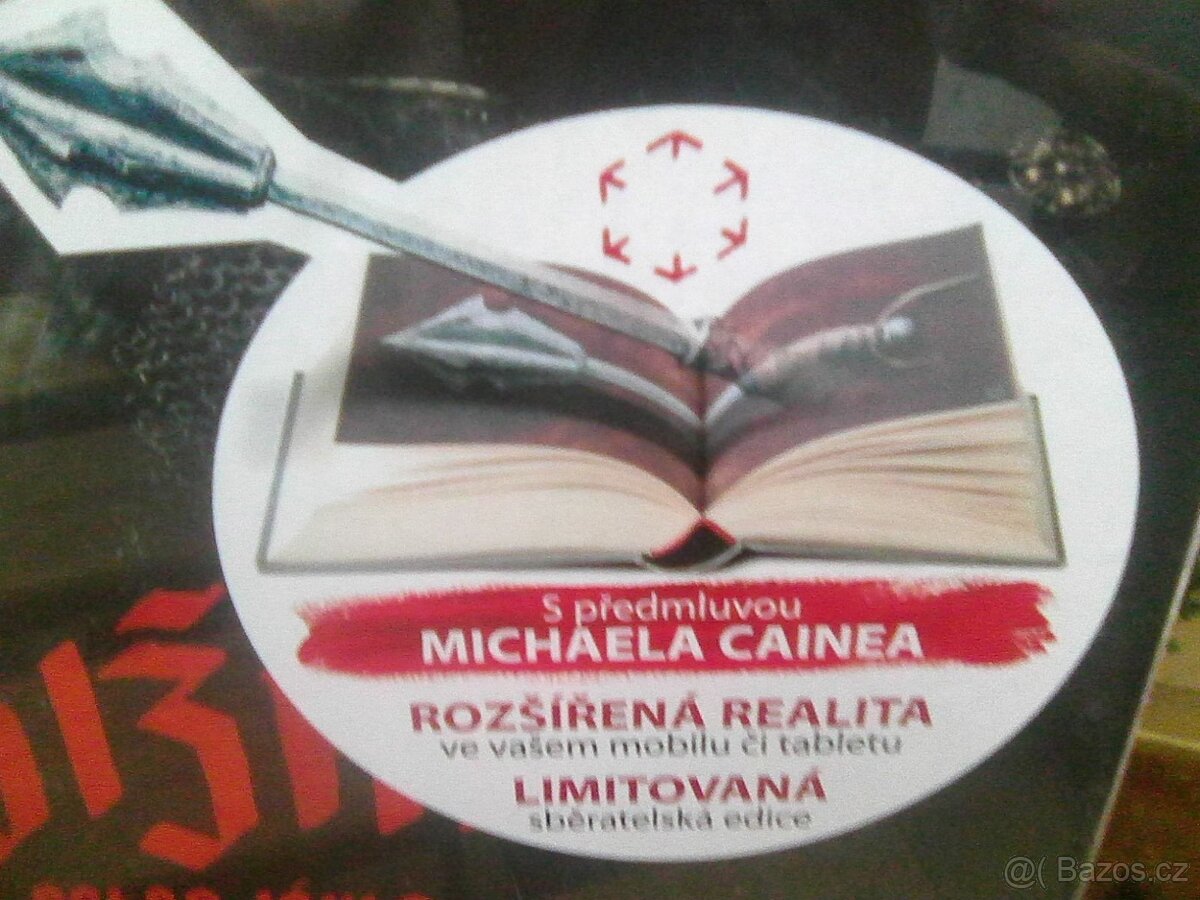 S předmluvou
MICHAELA CAINEA
ROZŠÍŘENÁ REALITA
ve vašem mobilu či tabletu
LIMITOVANÁ
sběratelská edice
@( Bazos.cz